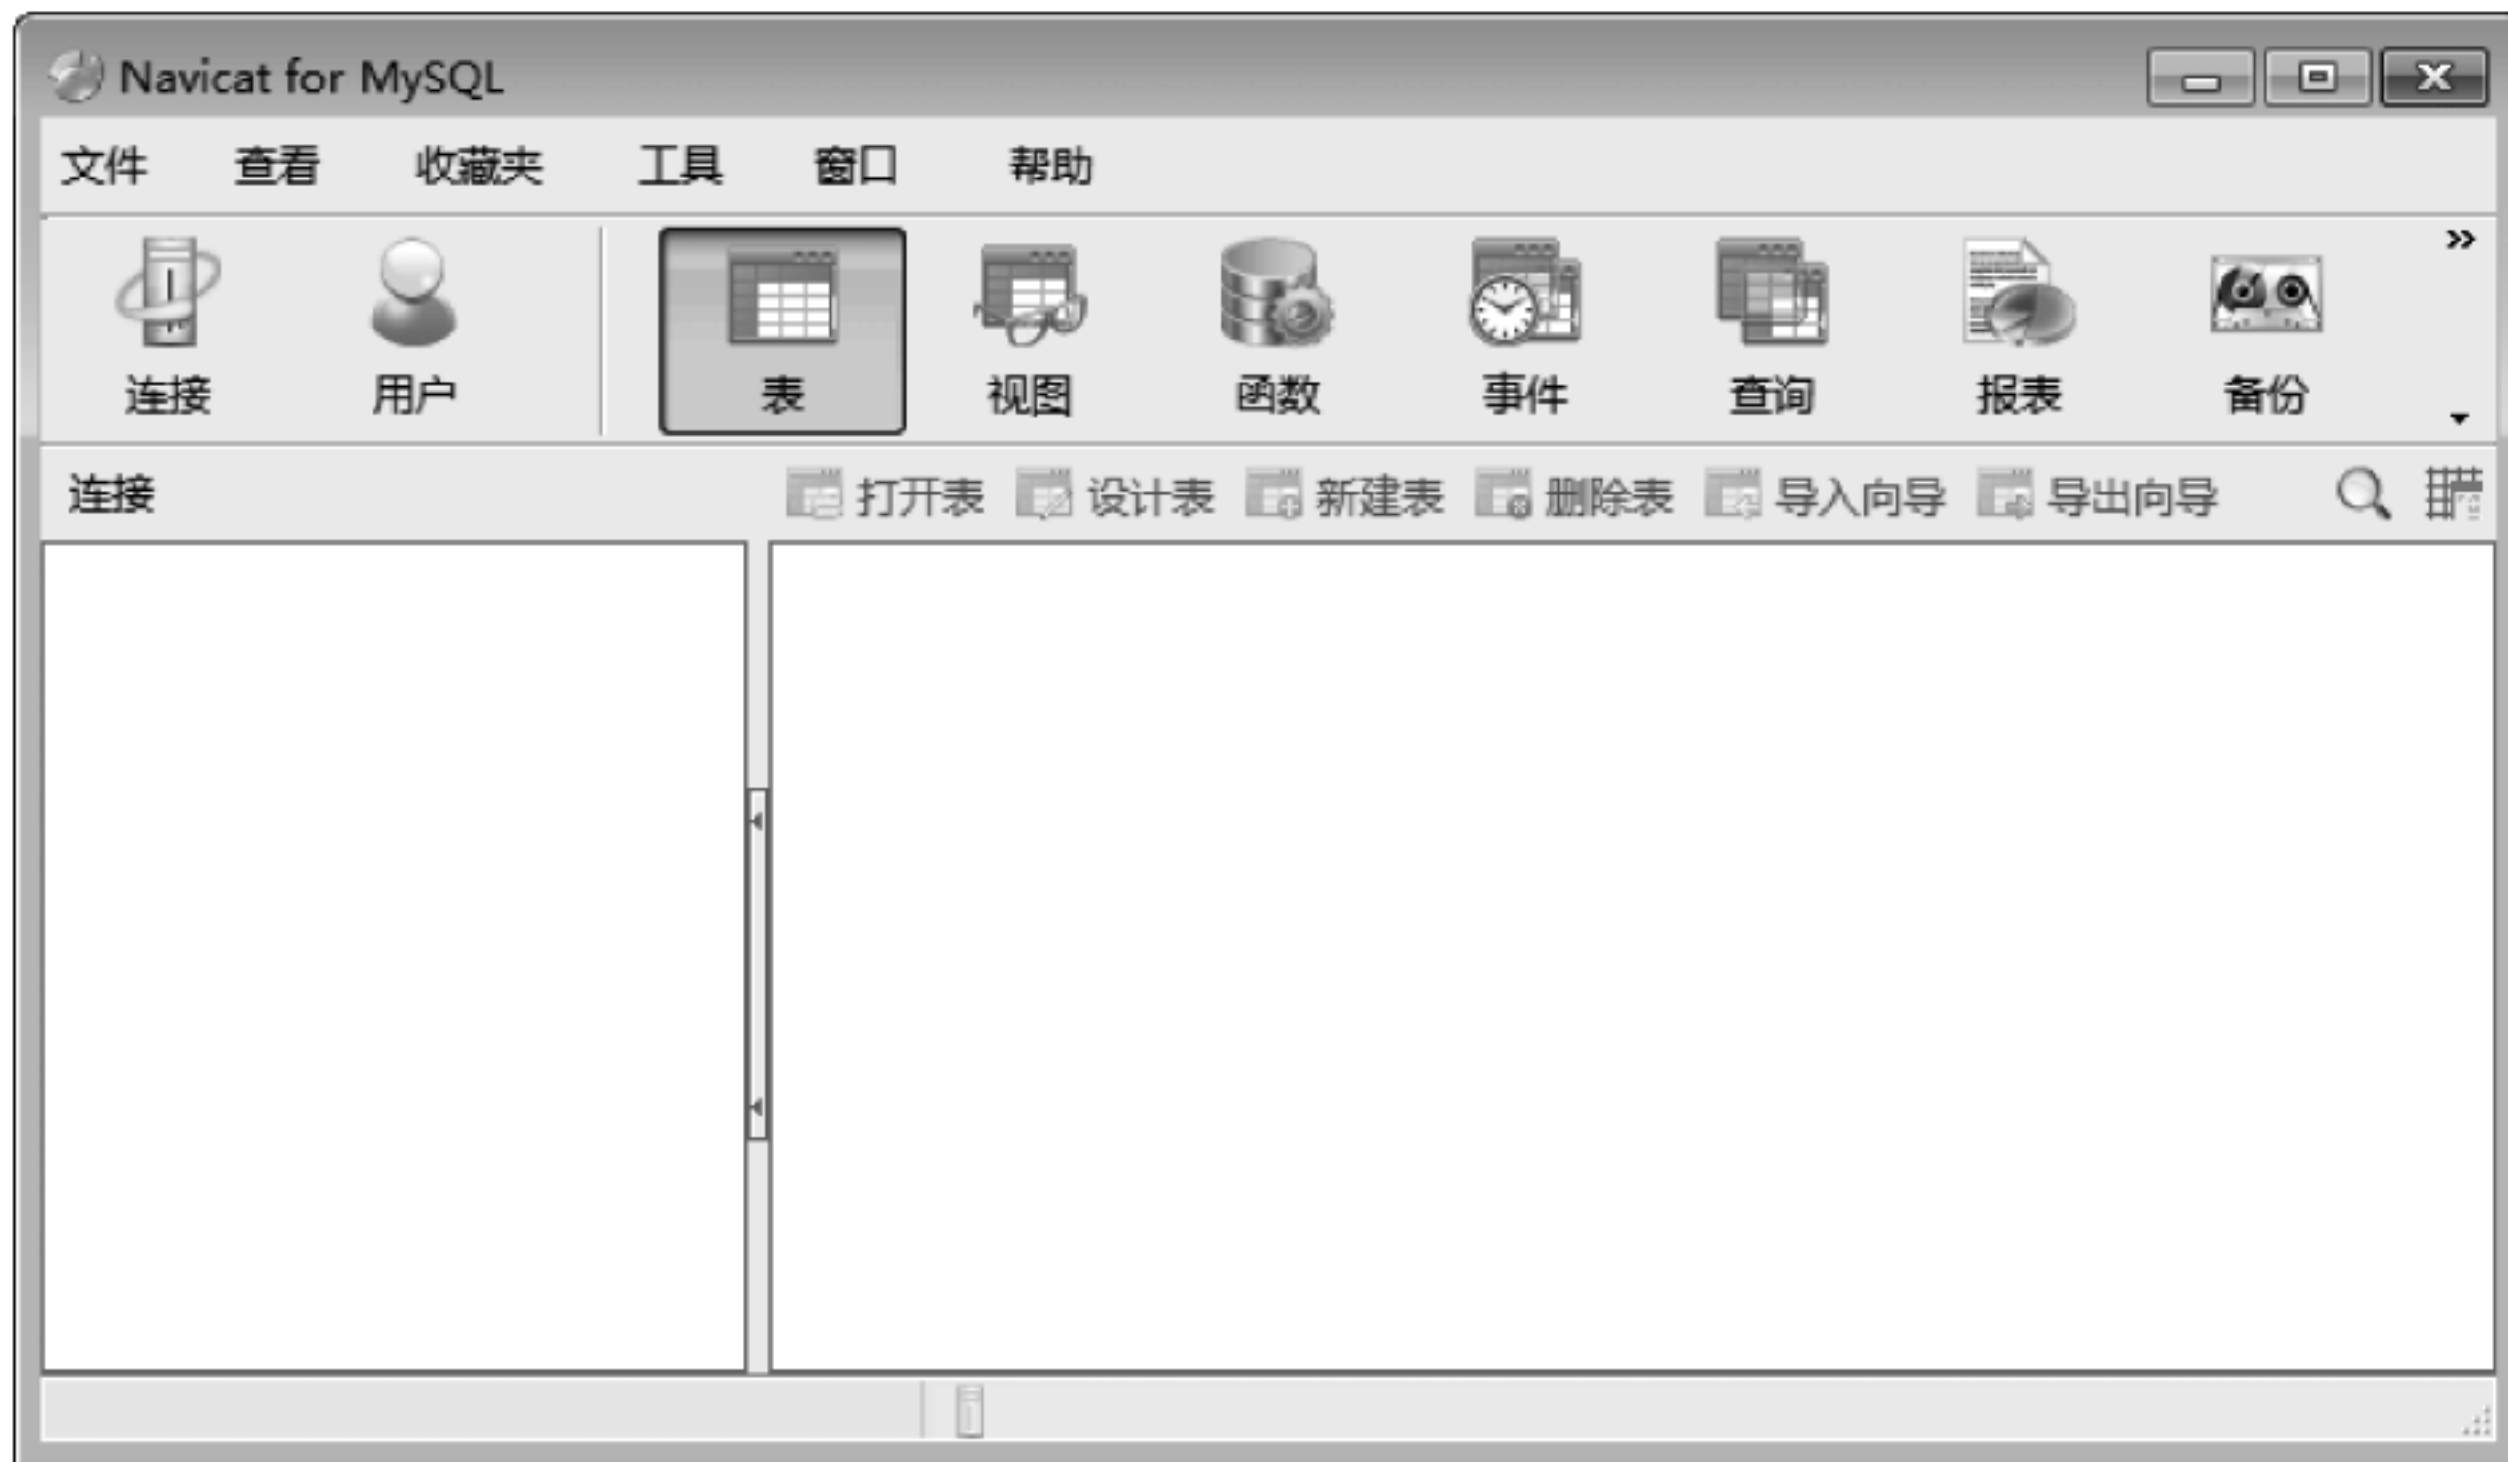 Navicat for MySQL
文件 查看 收藏夹 工具 窗口 帮助
连接 用户 表 视图 函数 事件 查询 报表 备份
连接 打开表 设计表 新建表 删除表 导入向导 导出向导